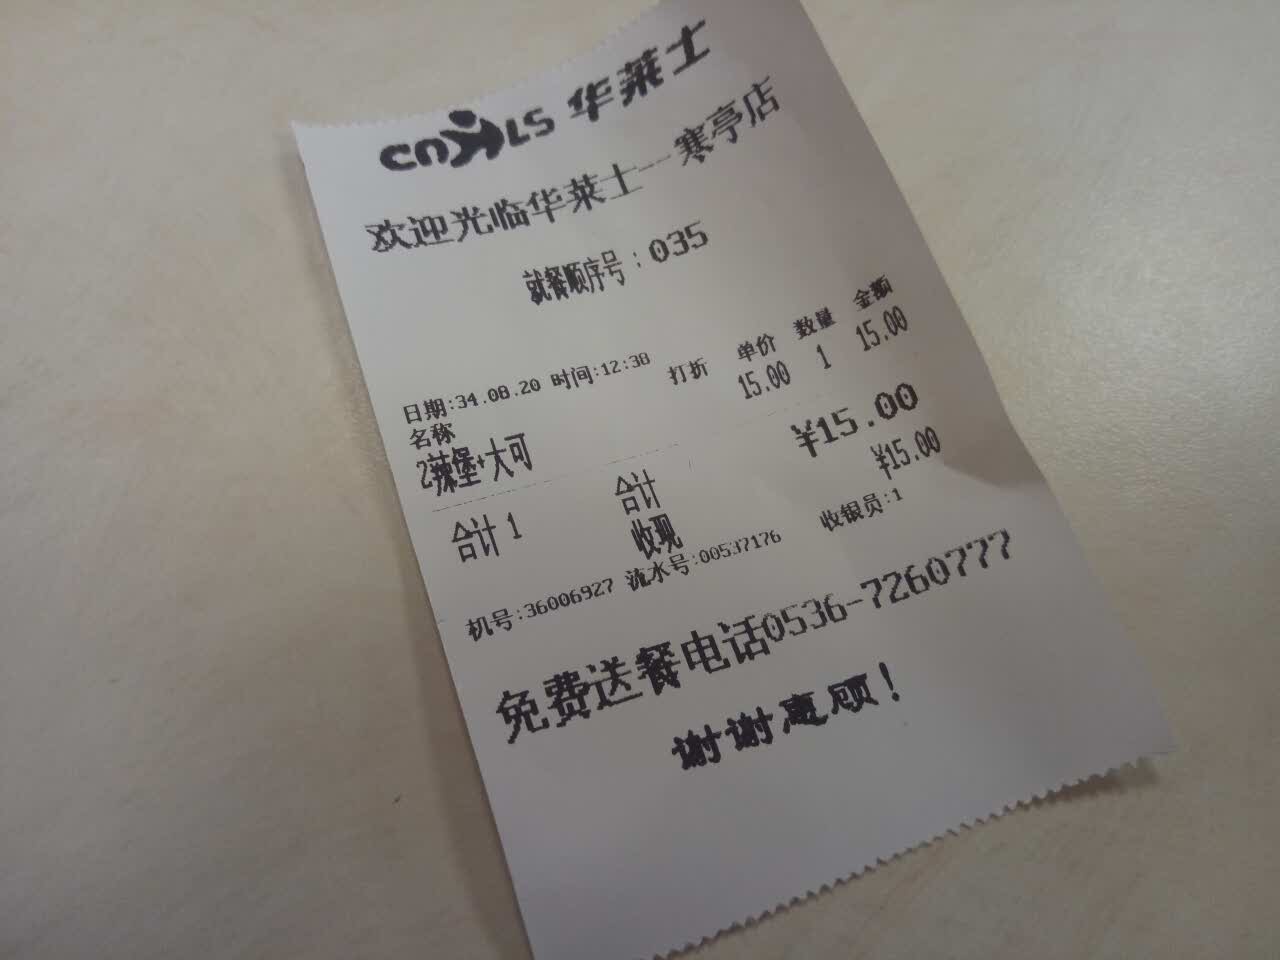 CNHLS 华莱士
欢迎光临华莱士--寒亭店
就餐顺序号：035
日期:34.08.20 时间:12:38
名称 打折 单价 数量 金额
2辣堡+大可 15.00 1 15.00
合计 1 合计 ¥15.00
收现 ¥15.00
机号:36006927 流水号:00537176 收银员:1
免费送餐电话0536-7260777
谢谢惠顾！